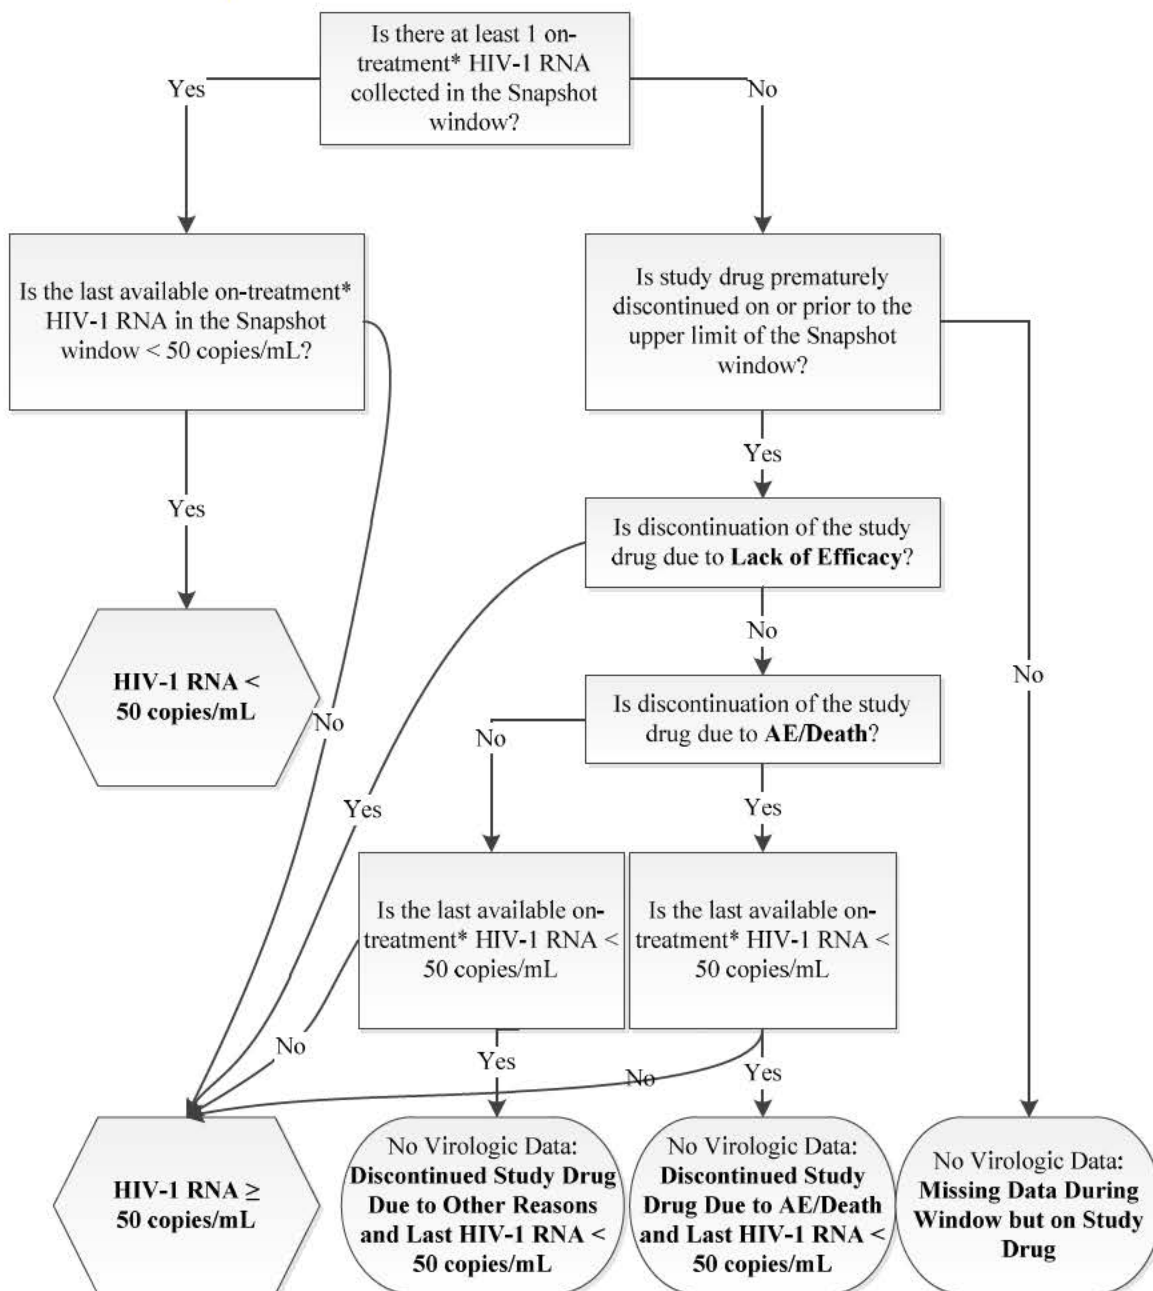 Is there at least 1 on-
treatment* HIV-1 RNA
collected in the Snapshot
window?
Yes
No
Is the last available on-treatment*
HIV-1 RNA in the Snapshot
window < 50 copies/mL?
Is study drug prematurely
discontinued on or prior to the
upper limit of the Snapshot
window?
Yes
Yes
Is discontinuation of the study
drug due to Lack of Efficacy?
No
HIV-1 RNA <
50 copies/mL
No
No
Is discontinuation of the study
drug due to AE/Death?
No
Yes
Yes
Is the last available on-
treatment* HIV-1 RNA <
50 copies/mL
Is the last available on-
treatment* HIV-1 RNA <
50 copies/mL
No
Yes
No
Yes
HIV-1 RNA ≥
50 copies/mL
No Virologic Data:
Discontinued Study Drug
Due to Other Reasons
and Last HIV-1 RNA <
50 copies/mL
No Virologic Data:
Discontinued Study
Drug Due to AE/Death
and Last HIV-1 RNA <
50 copies/mL
No Virologic Data:
Missing Data During
Window but on Study
Drug